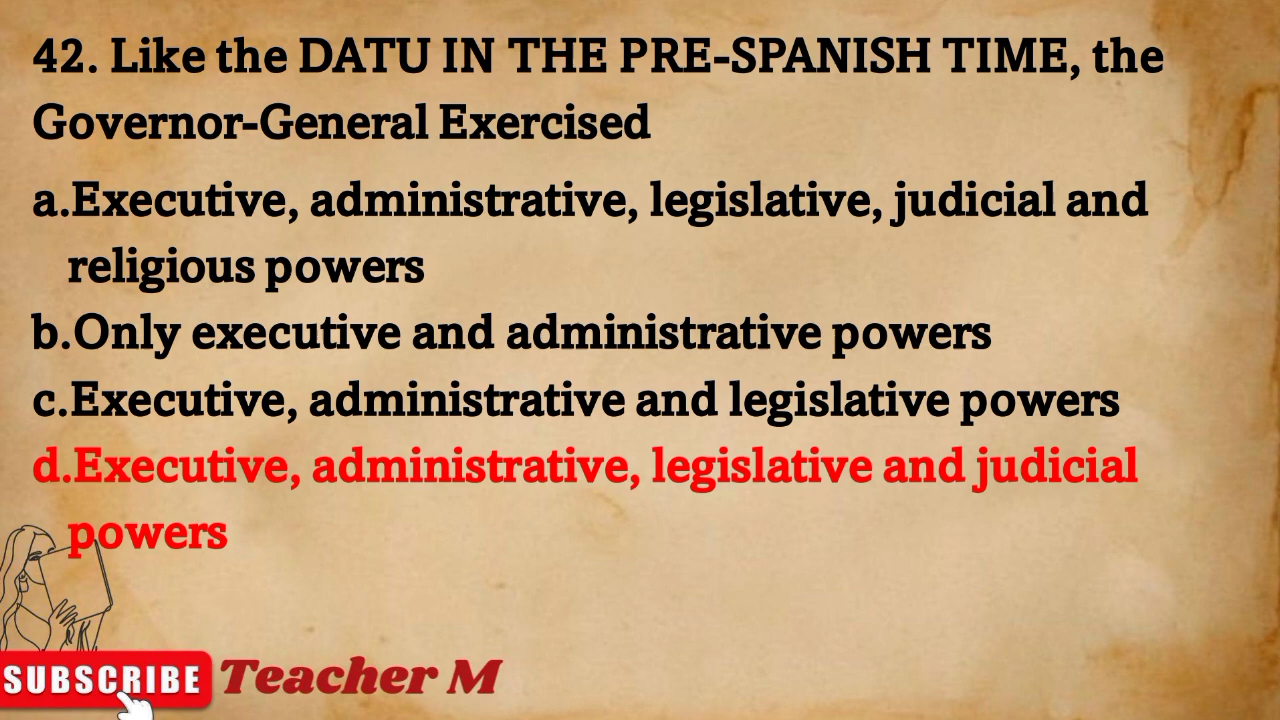 42. Like the DATU IN THE PRE-SPANISH TIME, the
Governor-General Exercised
a.Executive, administrative, legislative, judicial and
religious powers
b.Only executive and administrative powers
c.Executive, administrative and legislative powers
d.Executive, administrative, legislative and judicial
powers
SUBSCRIBE Teacher M